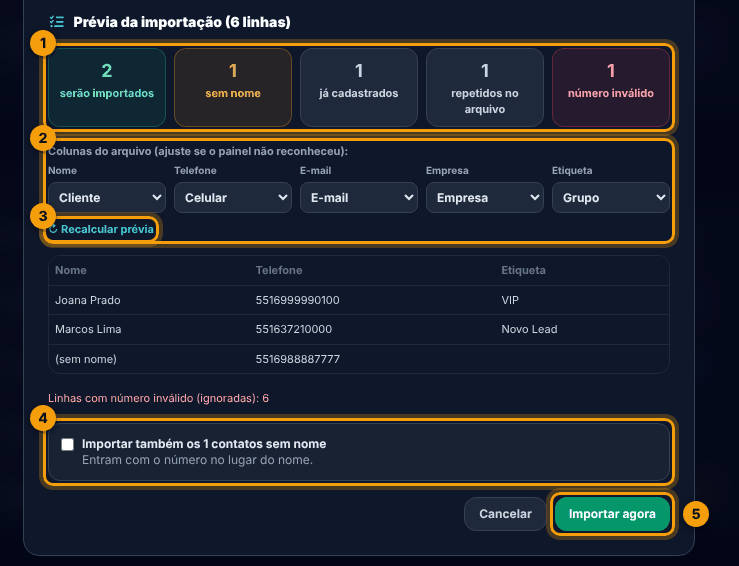 Prévia da importação (6 linhas)
1
2
serão importados
1
sem nome
1
já cadastrados
1
repetidos no
arquivo
1
número inválido
2
Colunas do arquivo (ajuste se o painel não reconheceu):
Nome Telefone E-mail Empresa Etiqueta
Cliente Celular E-mail Empresa Grupo
3
Recalcular prévia
Nome Telefone Etiqueta
Joana Prado 5516999990100 VIP
Marcos Lima 551637210000 Novo Lead
(sem nome) 5516988887777
Linhas com número inválido (ignoradas): 6
4
Importar também os 1 contatos sem nome
Entram com o número no lugar do nome.
Cancelar Importar agora 5